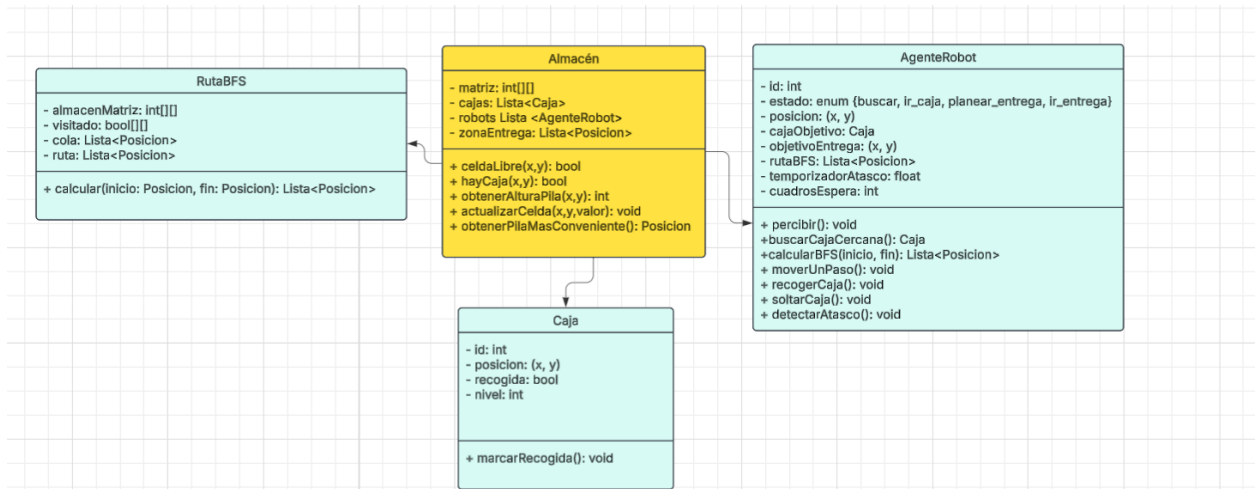 RutaBFS
- almacenMatriz: int[][]
- visitado: bool[][]
- cola: Lista<Posicion>
- ruta: Lista<Posicion>
+ calcular(inicio: Posicion, fin: Posicion): Lista<Posicion>
Almacén
- matriz: int[][]
- cajas: Lista<Caja>
- robots Lista <AgenteRobot>
- zonaEntrega: Lista<Posicion>
+ celdaLibre(x,y): bool
+ hayCaja(x,y): bool
+ obtenerAlturaPila(x,y): int
+ actualizarCelda(x,y,valor): void
+ obtenerPilaMasConveniente(): Posicion
AgenteRobot
- id: int
- estado: enum {buscar, ir_caja, planear_entrega, ir_entrega}
- posicion: (x, y)
- cajaObjetivo: Caja
- objetivoEntrega: (x, y)
- rutaBFS: Lista<Posicion>
- temporizadorAtasco: float
- cuadrosEspera: int
+ percibir(): void
+buscarCajaCercana(): Caja
+calcularBFS(inicio, fin): Lista<Posicion>
+ moverUnPaso(): void
+ recogerCaja(): void
+ soltarCaja(): void
+ detectarAtasco(): void
Caja
- id: int
- posicion: (x, y)
- recogida: bool
- nivel: int
+ marcarRecogida(): void